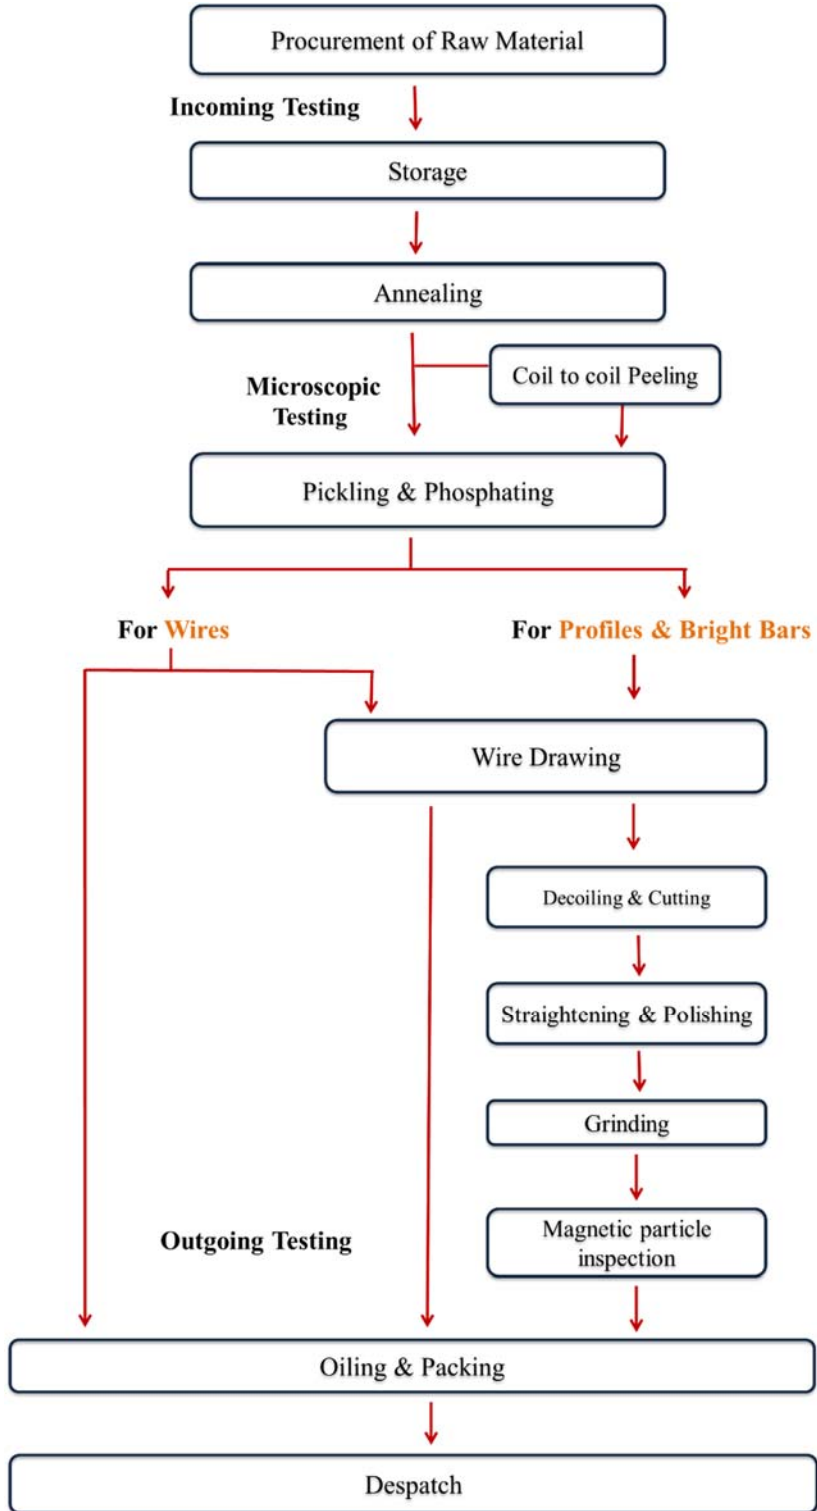 Procurement of Raw Material
Incoming Testing
Storage
Annealing
Coil to coil Peeling
Microscopic
Testing
Pickling & Phosphating
For Wires
For Profiles & Bright Bars
Wire Drawing
Decoiling & Cutting
Straightening & Polishing
Grinding
Magnetic particle
inspection
Outgoing Testing
Oiling & Packing
Despatch